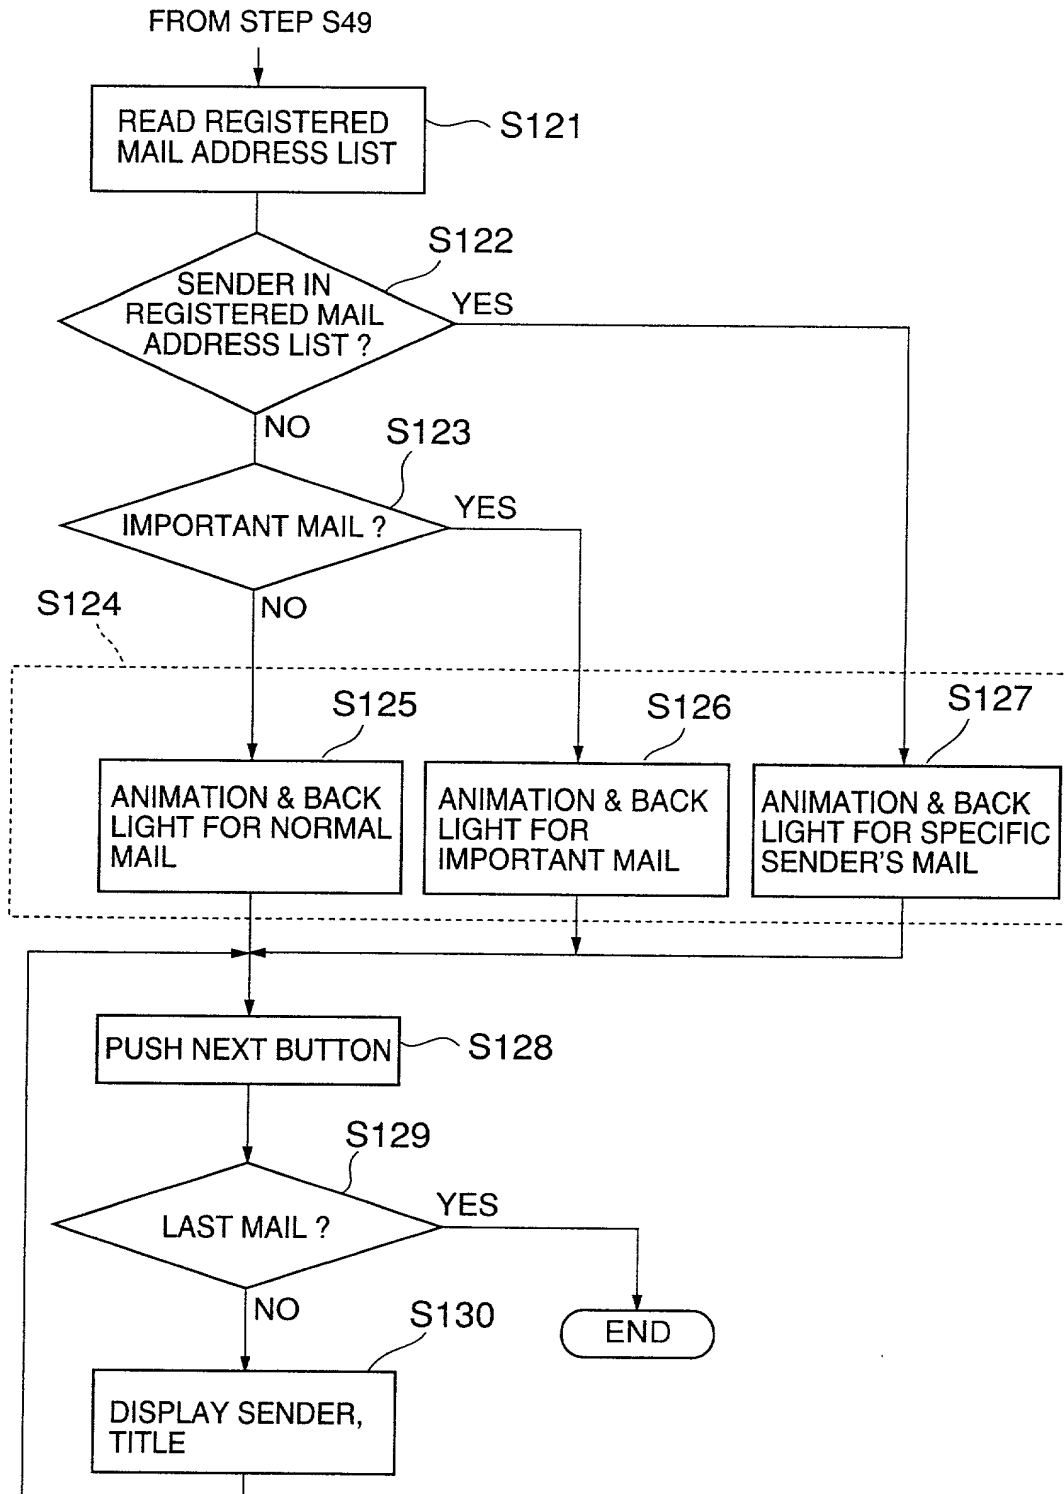 FROM STEP S49
READ REGISTERED
MAIL ADDRESS LIST
S121
S122
SENDER IN
REGISTERED MAIL
ADDRESS LIST ?
YES
NO
S123
IMPORTANT MAIL ?
YES
NO
S124
S125
S126
S127
ANIMATION & BACK
LIGHT FOR NORMAL
MAIL
ANIMATION & BACK
LIGHT FOR
IMPORTANT MAIL
ANIMATION & BACK
LIGHT FOR SPECIFIC
SENDER'S MAIL
PUSH NEXT BUTTON
S128
S129
LAST MAIL ?
YES
NO
S130
END
DISPLAY SENDER,
TITLE